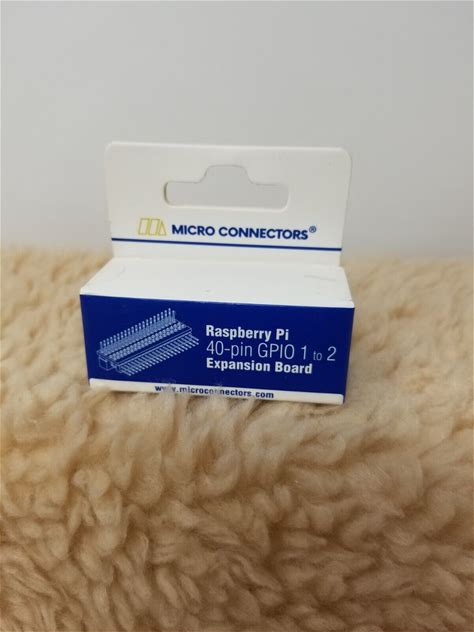 MICRO CONNECTORS®
Raspberry Pi
40-pin GPIO 1 to 2
Expansion Board
www.microconnectors.com